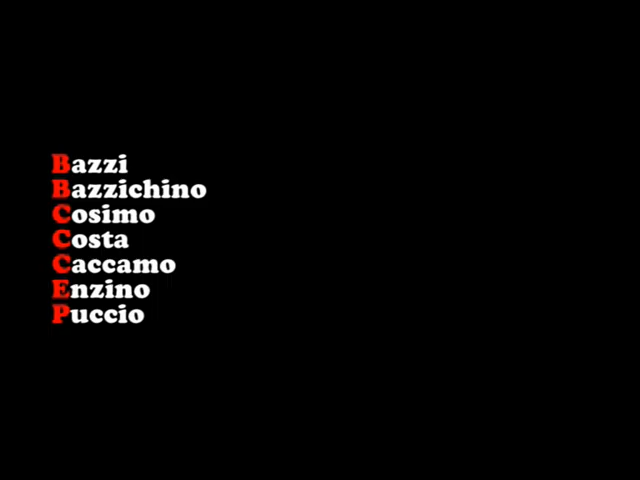 Bazzi
Bazzichino
Cosimo
Costa
Caccamo
Enzino
Puccio